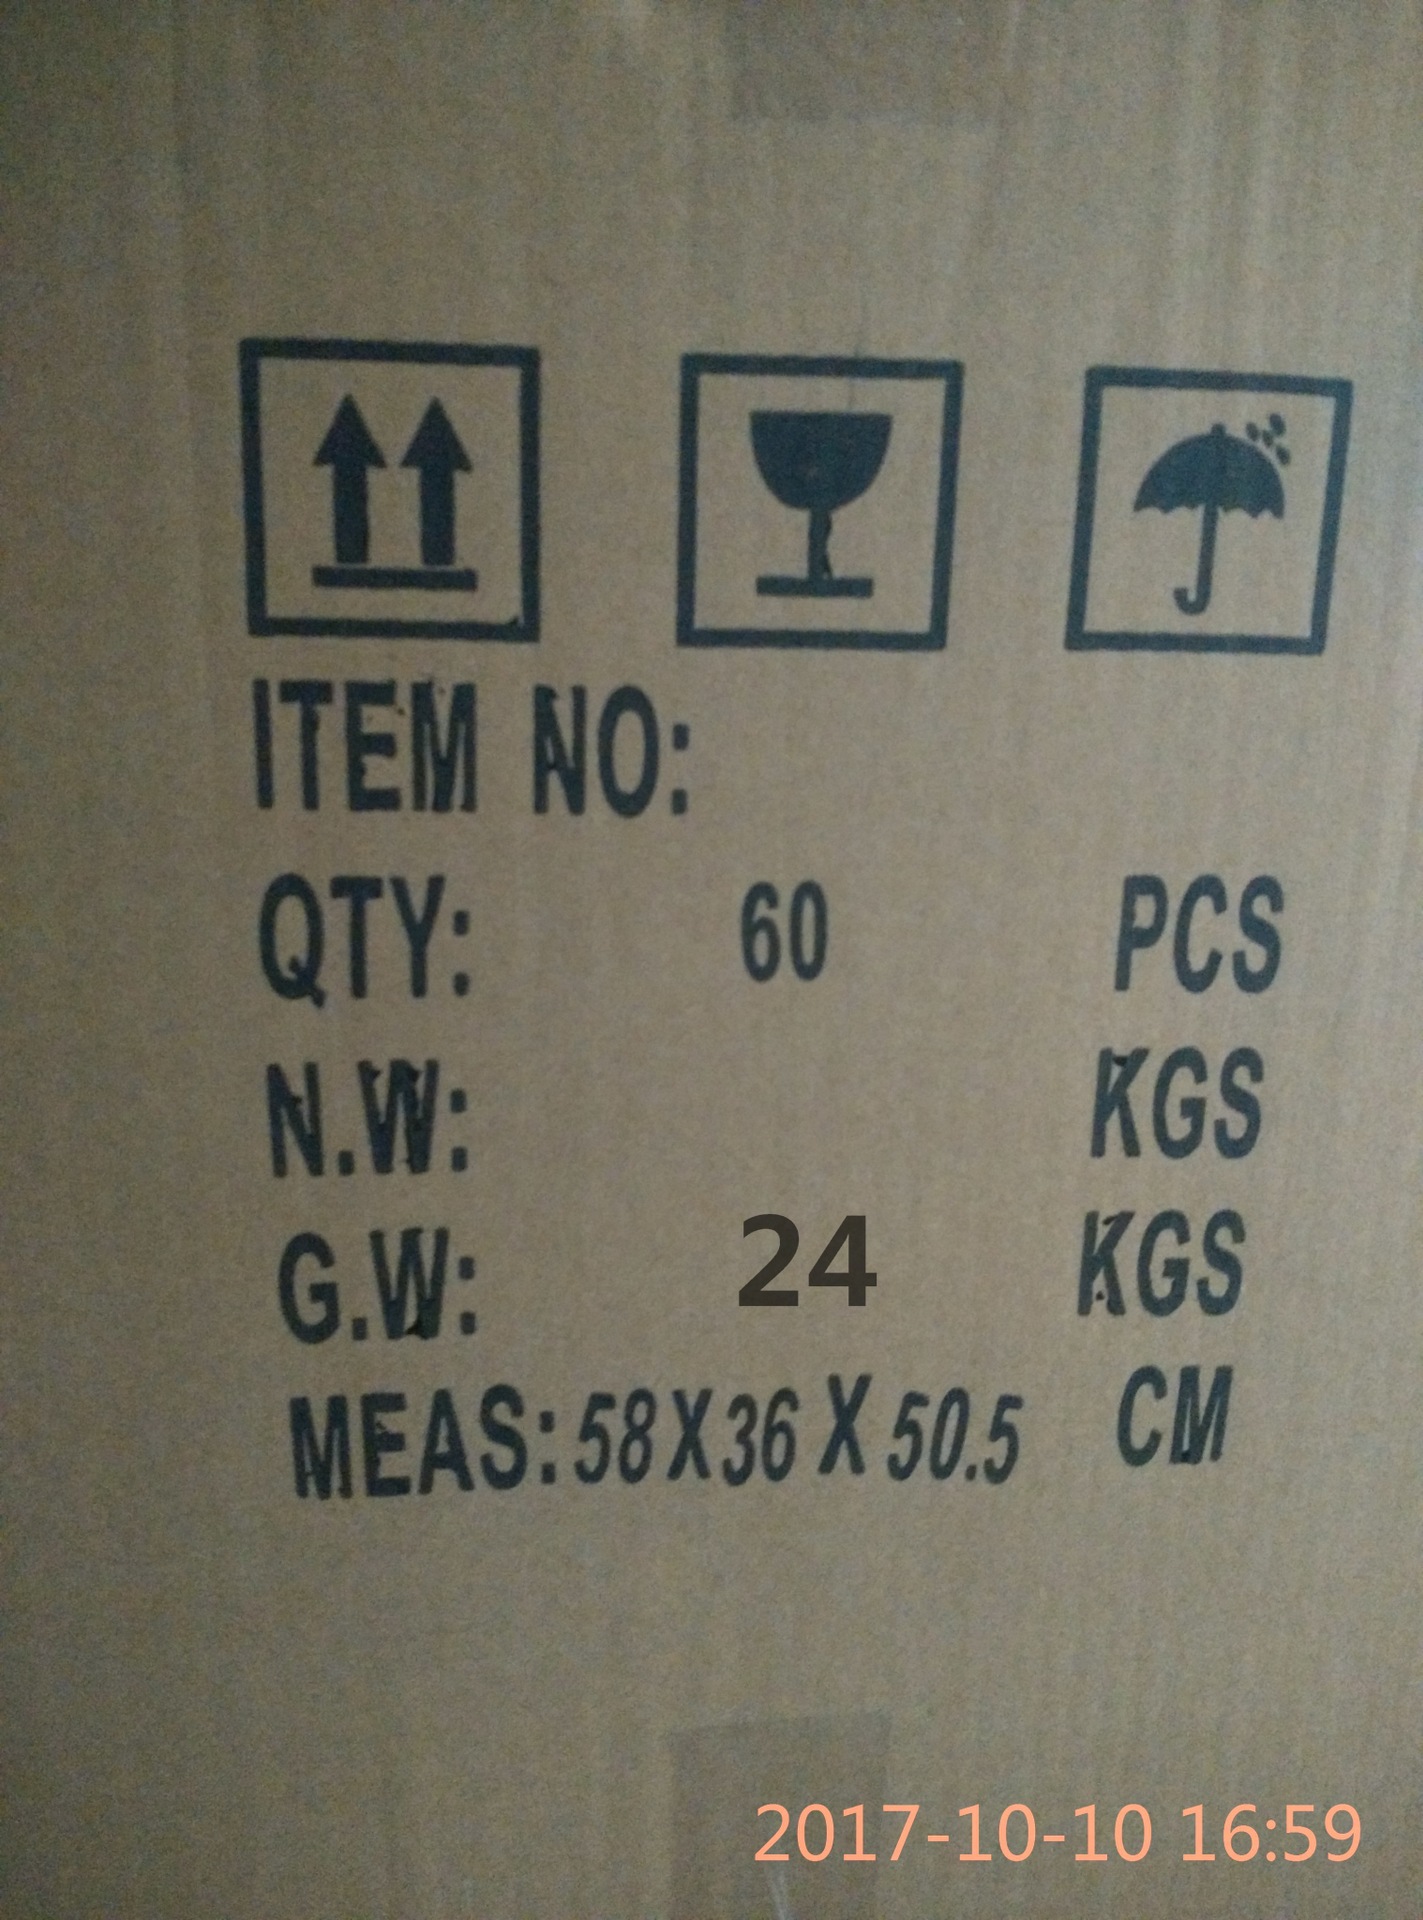 ITEM NO:
QTY: 60 PCS
N.W: KGS
G.W: 24 KGS
MEAS: 58 X 36 X 50.5 CM
2017-10-10 16:59